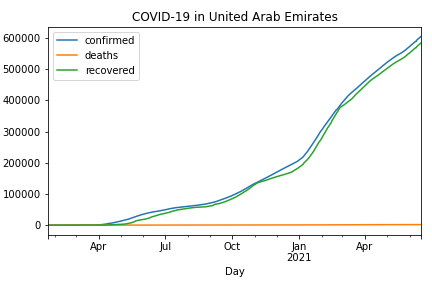 COVID-19 in United Arab Emirates
confirmed
deaths
recovered
600000
500000
400000
300000
200000
100000
0
Apr
Jul
Oct
Jan
2021
Apr
Day